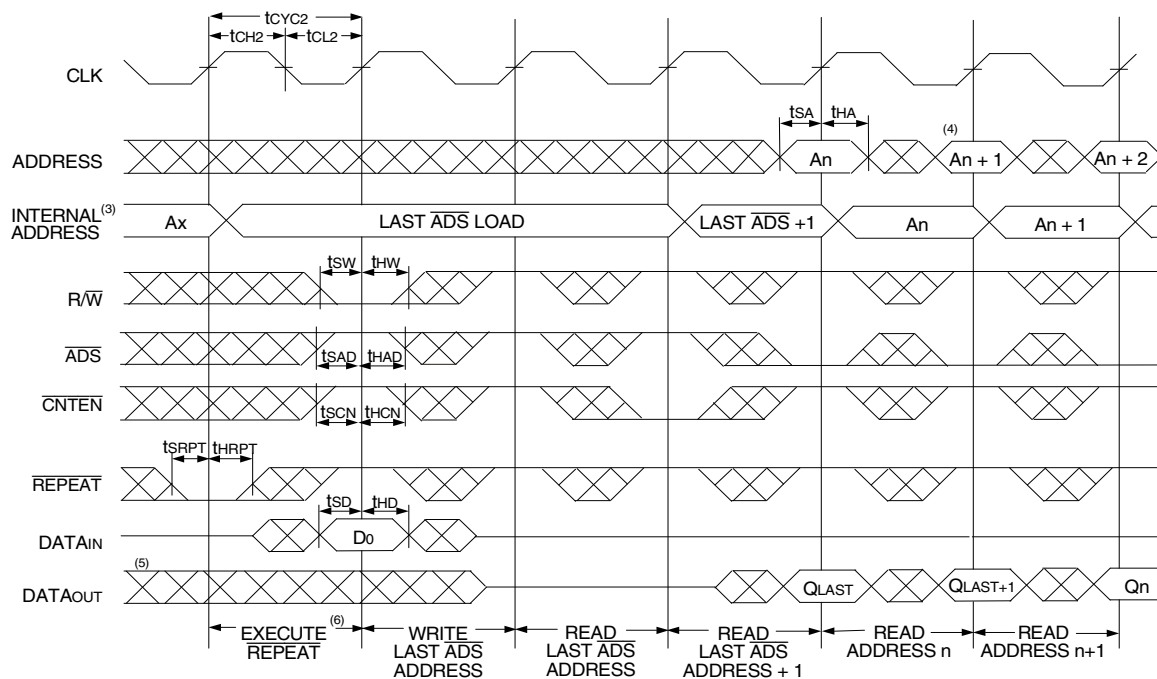 tCYC2
tCH2 tCL2
CLK
tSA tHA
(4)
ADDRESS An An + 1 An + 2
INTERNAL(3)
ADDRESS
Ax LAST ADS LOAD LAST ADS +1 An An + 1
tSW tHW
R/W
ADS
tSAD tHAD
CNTEN
tSCN tHCN
tSRPT tHRPT
REPEAT
tSD tHD
DATAIN D0
(5)
DATAOUT QLAST QLAST+1 Qn
EXECUTE(6)
REPEAT
WRITE
LAST ADS
ADDRESS
READ
LAST ADS
ADDRESS
READ
LAST ADS
ADDRESS + 1
READ
ADDRESS n
READ
ADDRESS n+1